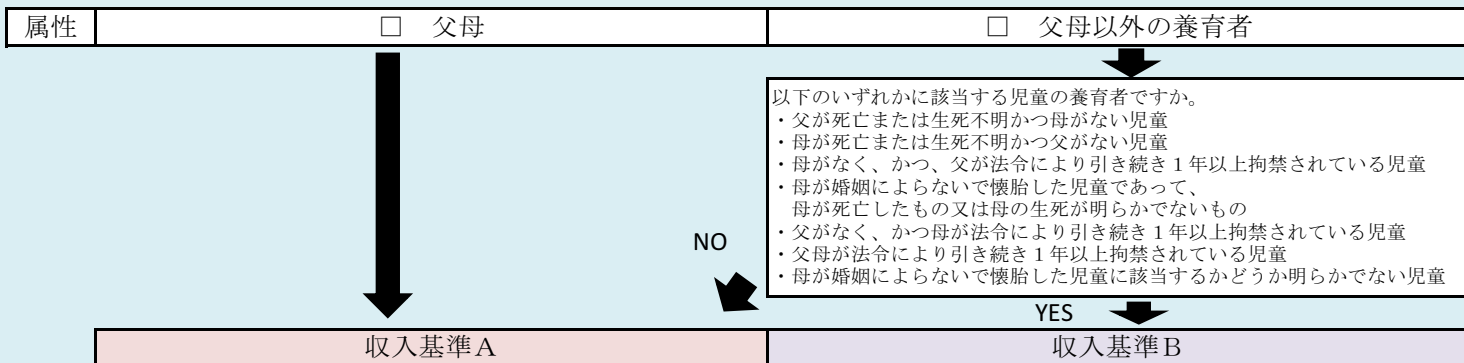 属性
□　父母
□　父母以外の養育者
以下のいずれかに該当する児童の養育者ですか。
・父が死亡または生死不明かつ母がない児童
・母が死亡または生死不明かつ父がない児童
・母がなく、かつ、父が法令により引き続き１年以上拘禁されている児童
・母が婚姻によらないで懐胎した児童であって、
母が死亡したもの又は母の生死が明らかでないもの
・父がなく、かつ母が法令により引き続き１年以上拘禁されている児童
・父母が法令により引き続き１年以上拘禁されている児童
・母が婚姻によらないで懐胎した児童に該当するかどうか明らかでない児童
NO
YES
収入基準Ａ
収入基準Ｂ